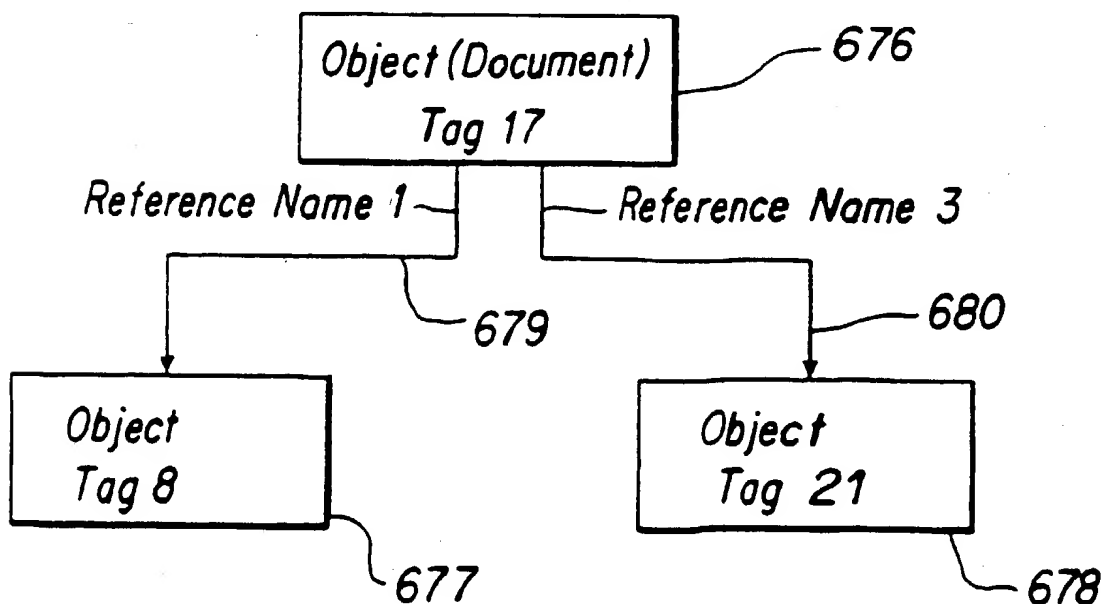 Object (Document)
Tag 17
676
Reference Name 1
Reference Name 3
679
680
Object
Tag 8
677
Object
Tag 21
678